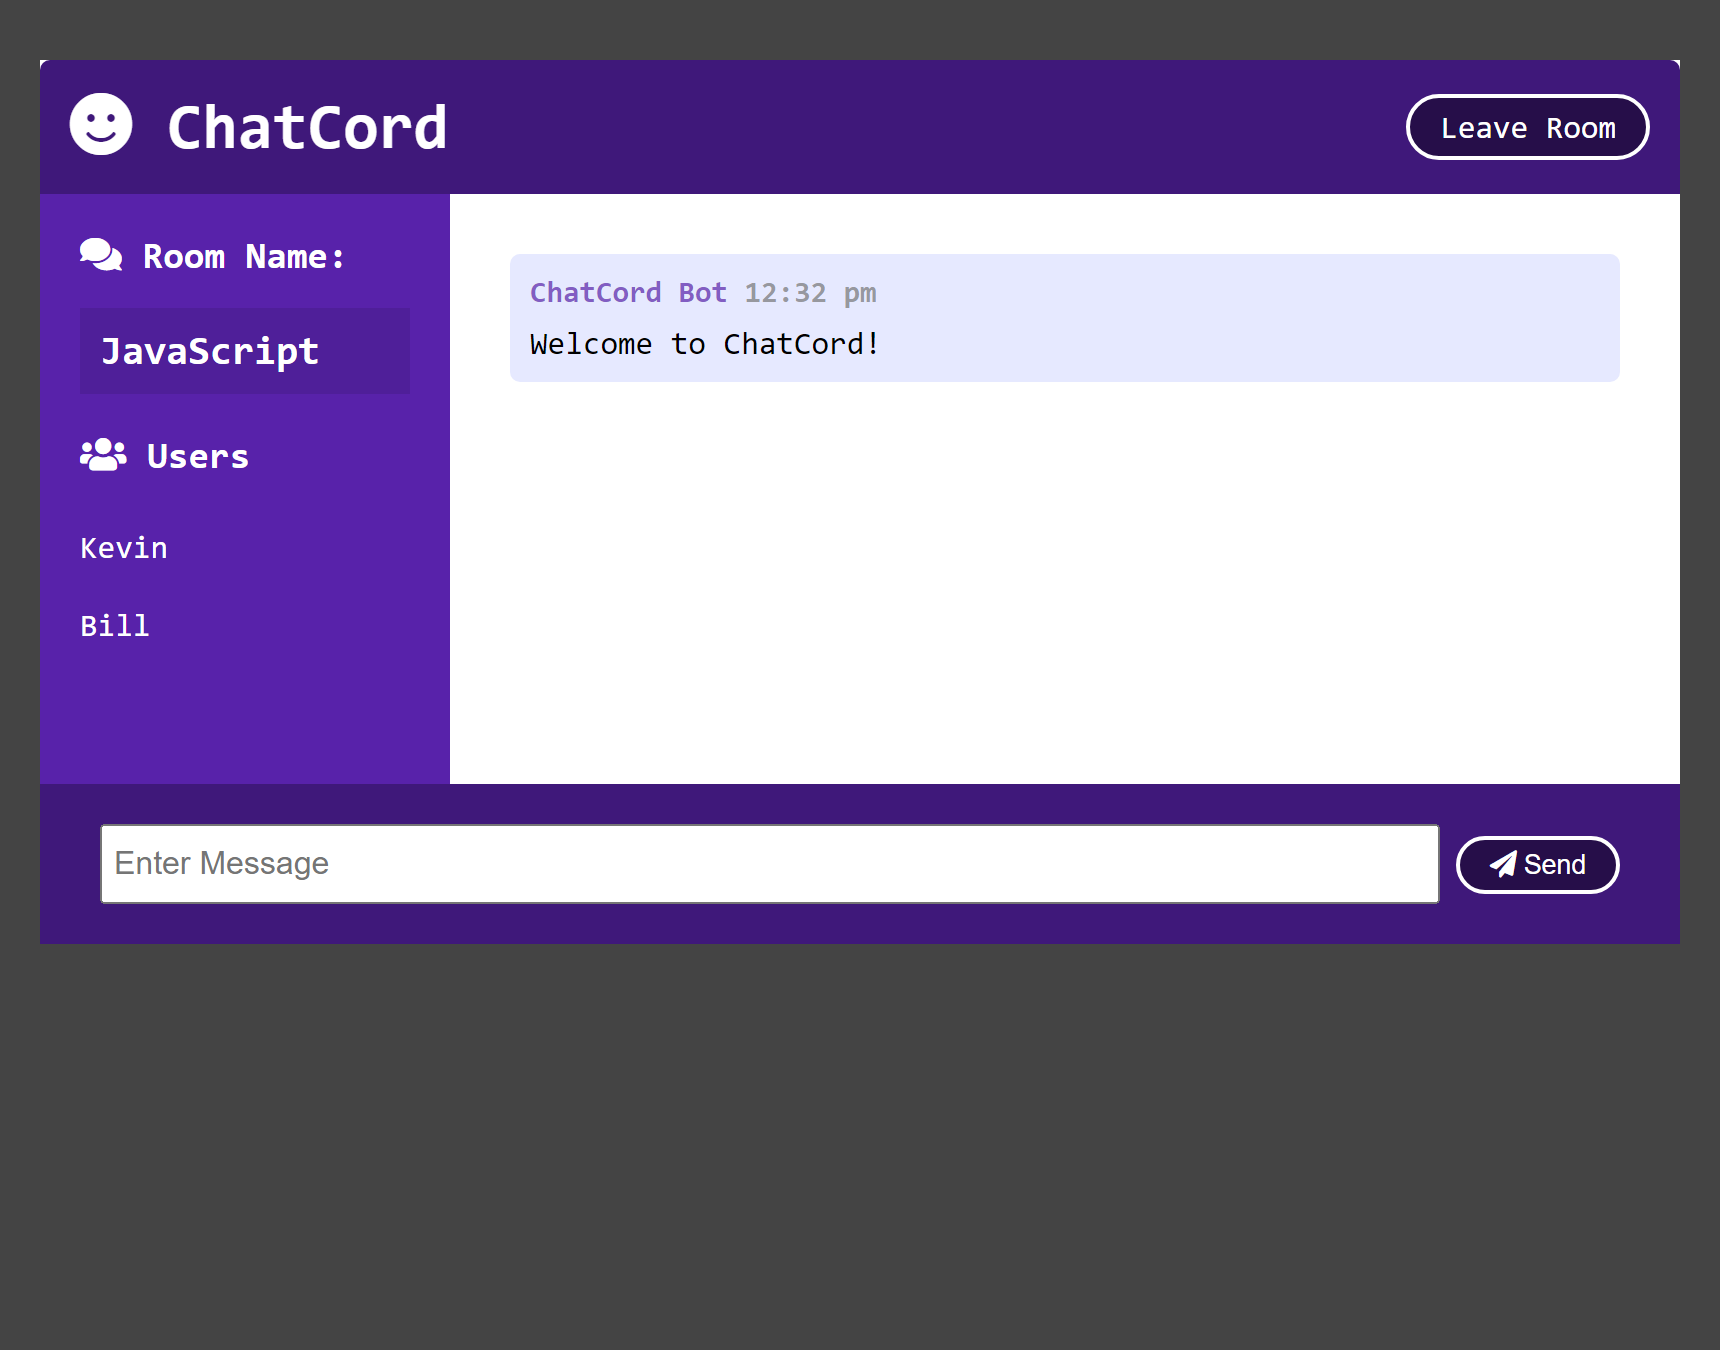 ChatCord
Leave Room
Room Name:
JavaScript
Users
Kevin
Bill
ChatCord Bot 12:32 pm
Welcome to ChatCord!
Enter Message
Send